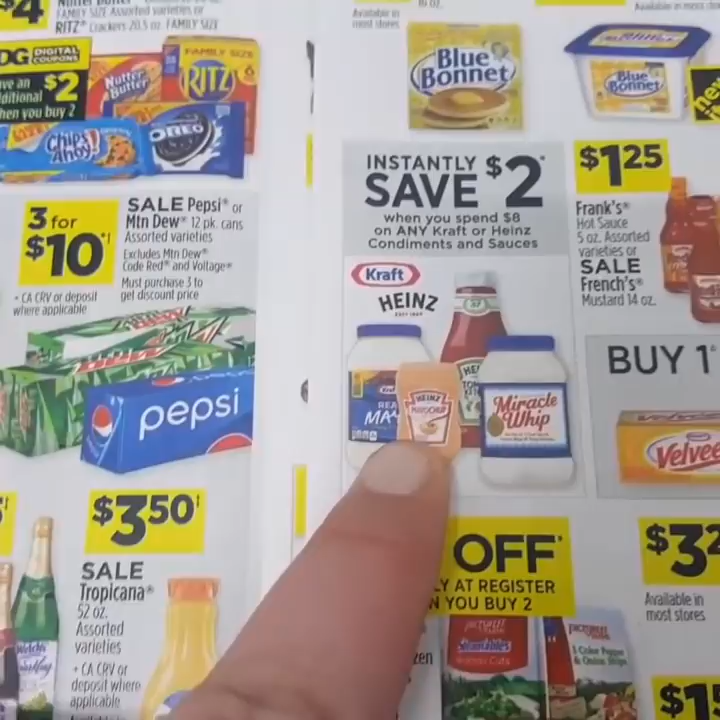 $4
FAMILY SIZE Assorted varieties or
RITZ® Crackers 20.5 oz. FAMILY SIZE
DG DIGITAL
COUPONS
$2
when you buy 2
Nutter
Butter
FAMILY SIZE
RITZ
Chips
Ahoy!
OREO
3 for
$10
SALE Pepsi® or
Mtn Dew® 12 pk. cans
Assorted varieties
Excludes Mtn Dew®
Code Red® and Voltage®
Must purchase 3 to
get discount price
+ CA CRV or deposit
where applicable
pepsi
$3.50
SALE
Tropicana®
52 oz.
Assorted
varieties
+ CA CRV or
deposit where
applicable
Available in
most stores
Blue
Bonnet
Blue
Bonnet
new
INSTANTLY
SAVE $2*
when you spend $8
on ANY Kraft or Heinz
Condiments and Sauces
Kraft
HEINZ
HEINZ
Miracle
Whip
$1.25
Frank's®
Hot Sauce
5 oz. Assorted
varieties or
SALE
French's®
Mustard 14 oz.
BUY 1
OFF*
AT REGISTER
YOU BUY 2
Available in
most stores